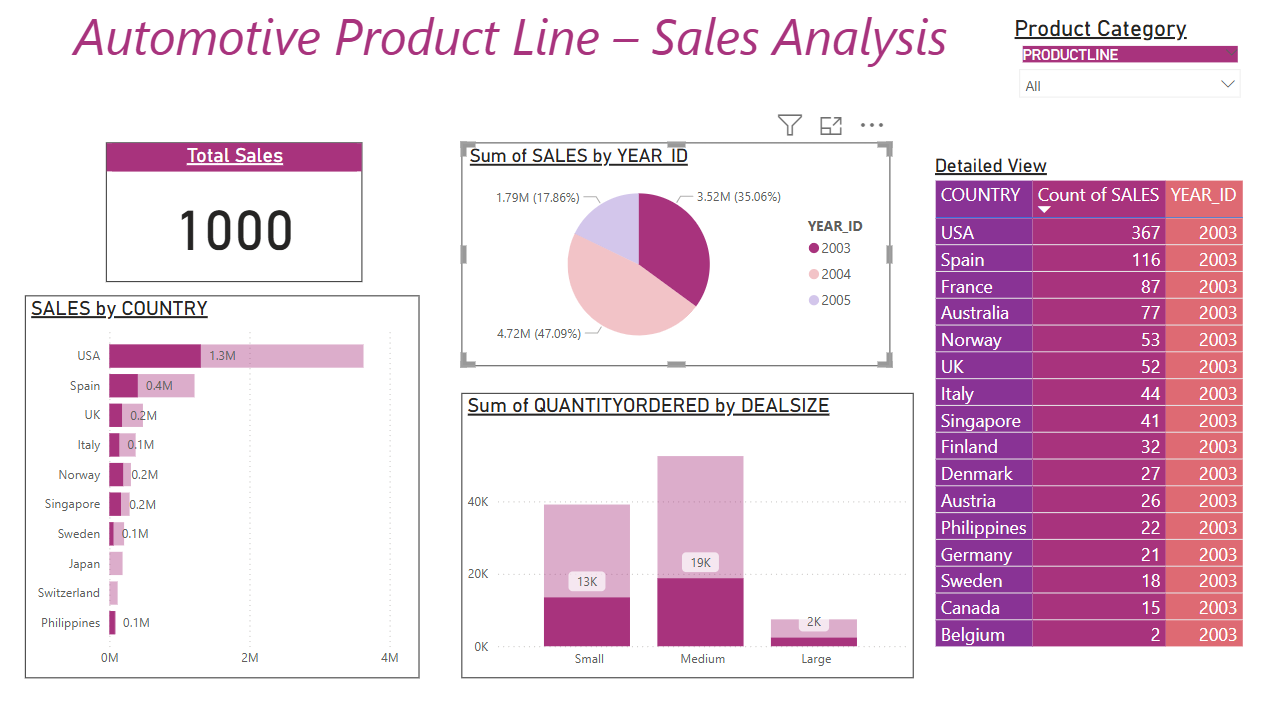 Automotive Product Line – Sales Analysis
Product Category
PRODUCTLINE
All
Total Sales
1000
Sum of SALES by YEAR_ID
1.79M (17.86%)
3.52M (35.06%)
4.72M (47.09%)
YEAR_ID
2003
2004
2005
SALES by COUNTRY
USA 1.3M
Spain 0.4M
UK 0.2M
Italy 0.1M
Norway 0.2M
Singapore 0.2M
Sweden 0.1M
Japan
Switzerland
Philippines 0.1M
0M 2M 4M
Sum of QUANTITYORDERED by DEALSIZE
40K
20K
0K
13K
19K
2K
Small Medium Large
Detailed View
COUNTRY Count of SALES YEAR_ID
USA 367 2003
Spain 116 2003
France 87 2003
Australia 77 2003
Norway 53 2003
UK 52 2003
Italy 44 2003
Singapore 41 2003
Finland 32 2003
Denmark 27 2003
Austria 26 2003
Philippines 22 2003
Germany 21 2003
Sweden 18 2003
Canada 15 2003
Belgium 2 2003